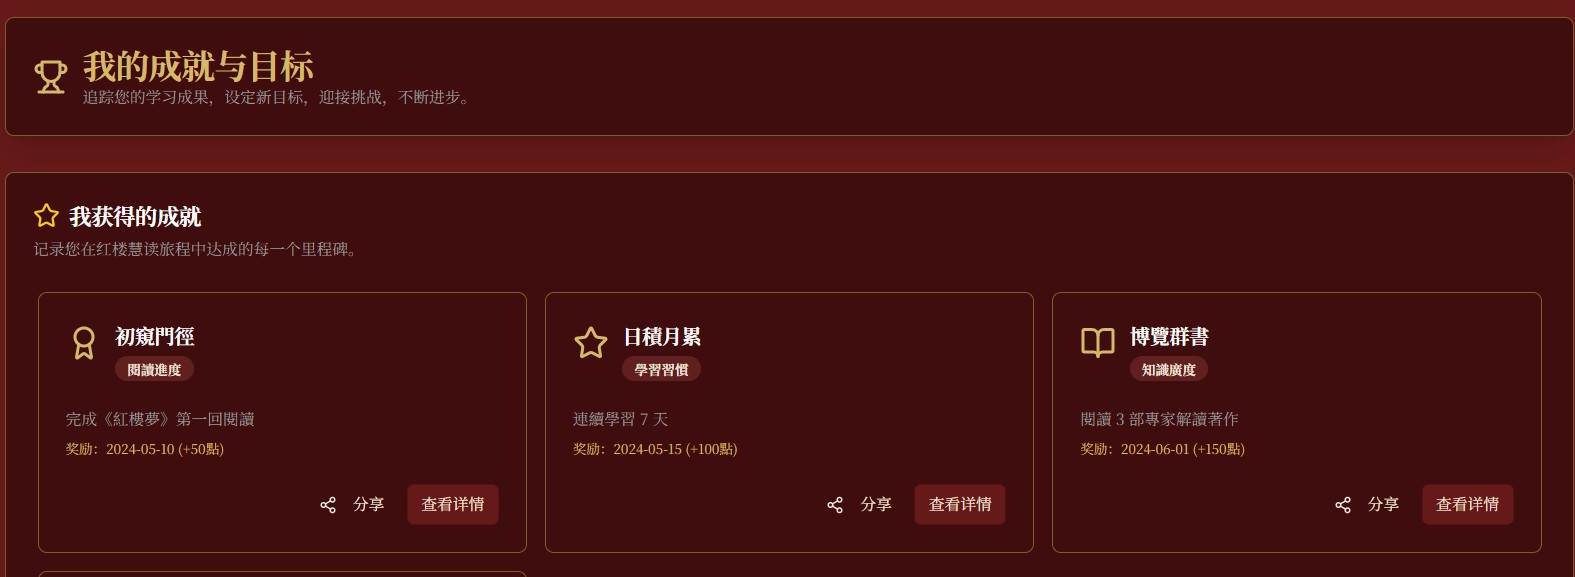 我的成就与目标
追踪您的学习成果，设定新目标，迎接挑战，不断进步。
我获得的成就
记录您在红楼慧读旅程中达成的每一个里程碑。
初窺門徑
閱讀進度
完成《紅樓夢》第一回閱讀
奖励：2024-05-10 (+50點)
分享
查看详情
日積月累
學習習慣
連續學習 7 天
奖励：2024-05-15 (+100點)
分享
查看详情
博覽群書
知識廣度
閱讀 3 部專家解讀著作
奖励：2024-06-01 (+150點)
分享
查看详情